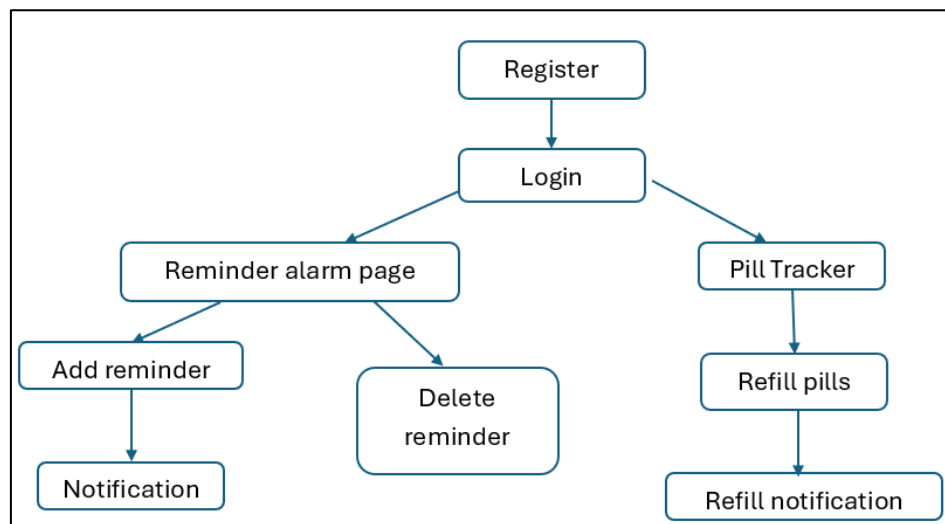 Register
Login
Reminder alarm page
Pill Tracker
Add reminder
Delete
reminder
Refill pills
Notification
Refill notification